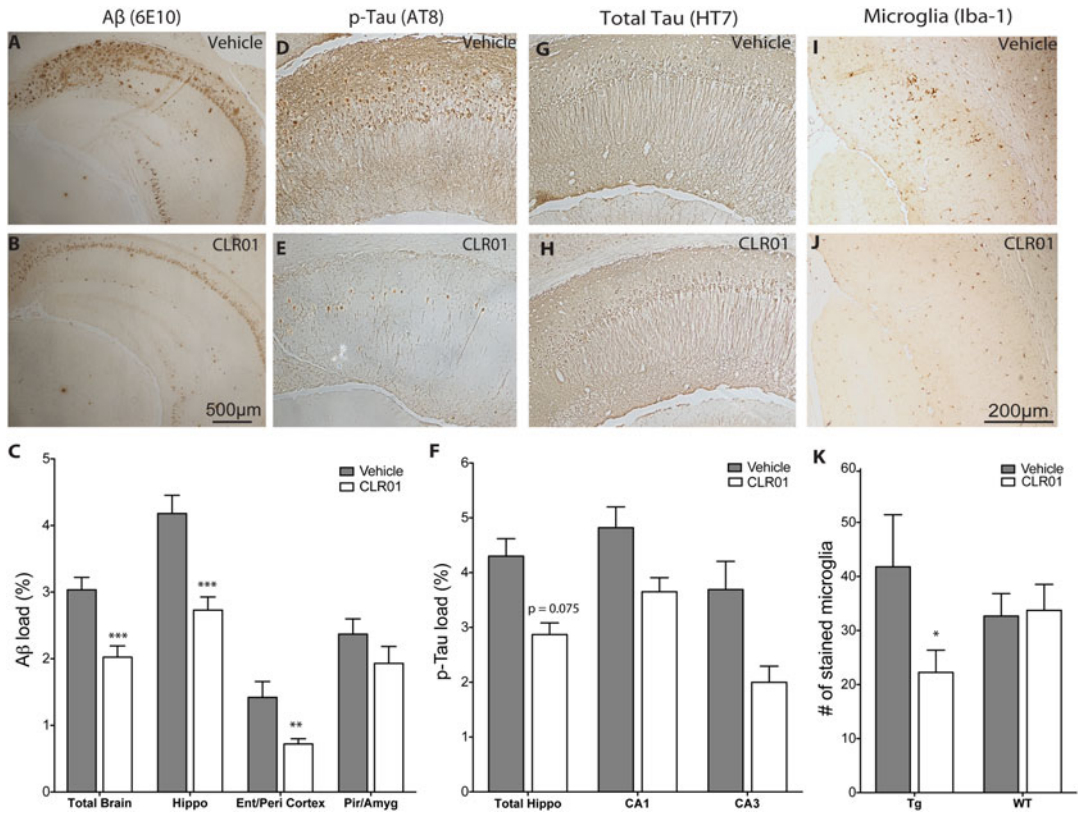 Aβ (6E10)
p-Tau (AT8)
Total Tau (HT7)
Microglia (Iba-1)
A
Vehicle
D
Vehicle
G
Vehicle
I
Vehicle
B
CLR01
E
CLR01
H
CLR01
J
CLR01
500μm
200μm
C
Aβ load (%)
5
4
3
2
1
0
Vehicle
CLR01
***
***
**
Total Brain
Hippo
Ent/Peri Cortex
Pir/Amyg
F
p-Tau load (%)
6
5
4
3
2
1
0
Vehicle
CLR01
p = 0.075
Total Hippo
CA1
CA3
K
# of stained microglia
60
50
40
30
20
10
0
Vehicle
CLR01
*
Tg
WT